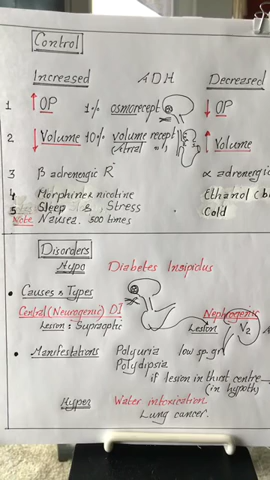 Control
Increased ADH Decreased
1 ↑ OP 1% osmorecept ↓ OP
2 ↓ Volume 10% volume recept ↑ Volume
(Atrial
3 β adrenergic R α adrenergic
4 Morphine & nicotine Ethanol
5 Sleep & Stress Cold
Note Nausea 500 times
Disorders
Hypo Diabetes Insipidus
• Causes & Types
Central (Neurogenic) DI Nephrogenic
Lesion: Supraoptic Lesion V2
• Manifestations Polyuria low sp. gr
Polydipsia
if lesion in thirst centre →
(in hypoth)
Hyper Water intoxication
Lung cancer.